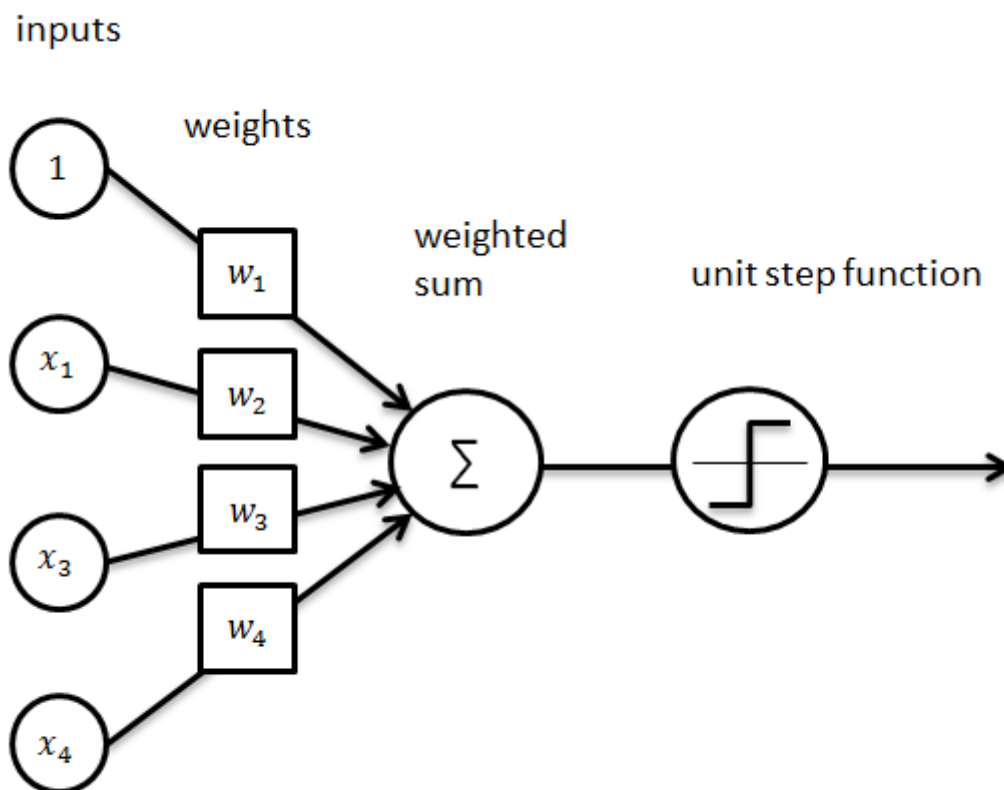 inputs
weights
1
weighted
sum
unit step function
w₁
x₁
w₂
∑
w₃
x₃
w₄
x₄